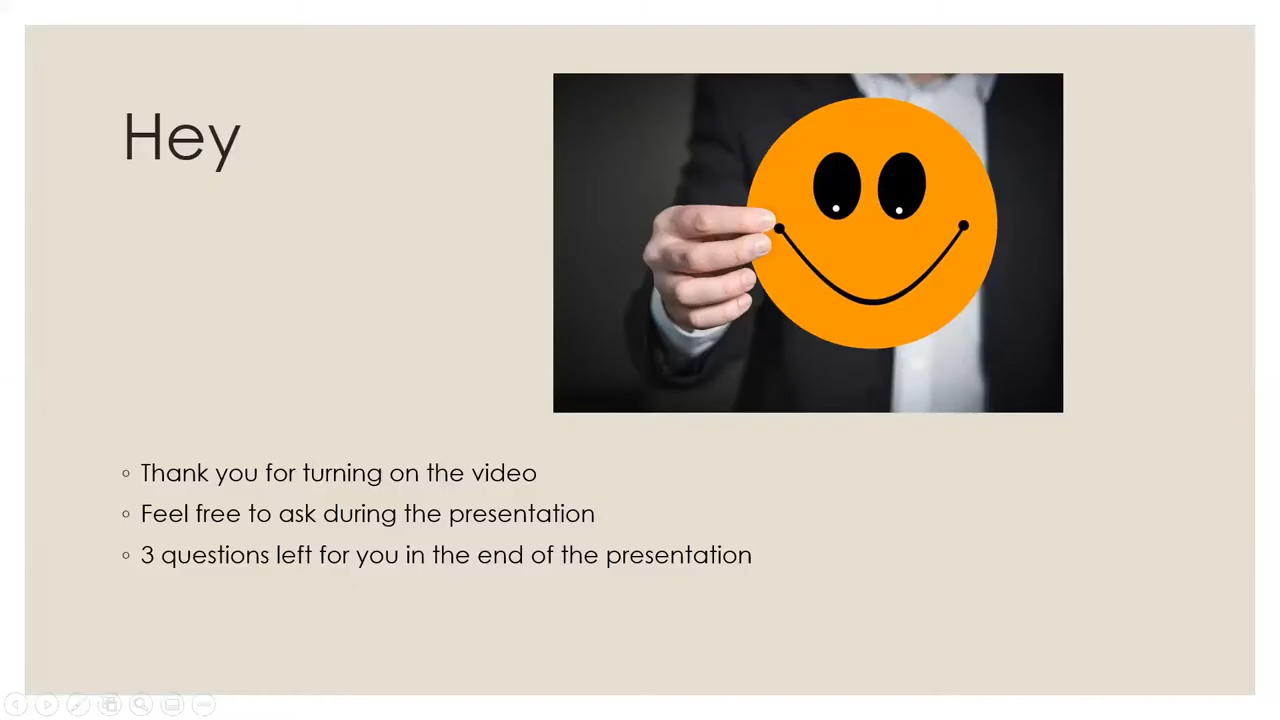 Hey
Thank you for turning on the video
Feel free to ask during the presentation
3 questions left for you in the end of the presentation